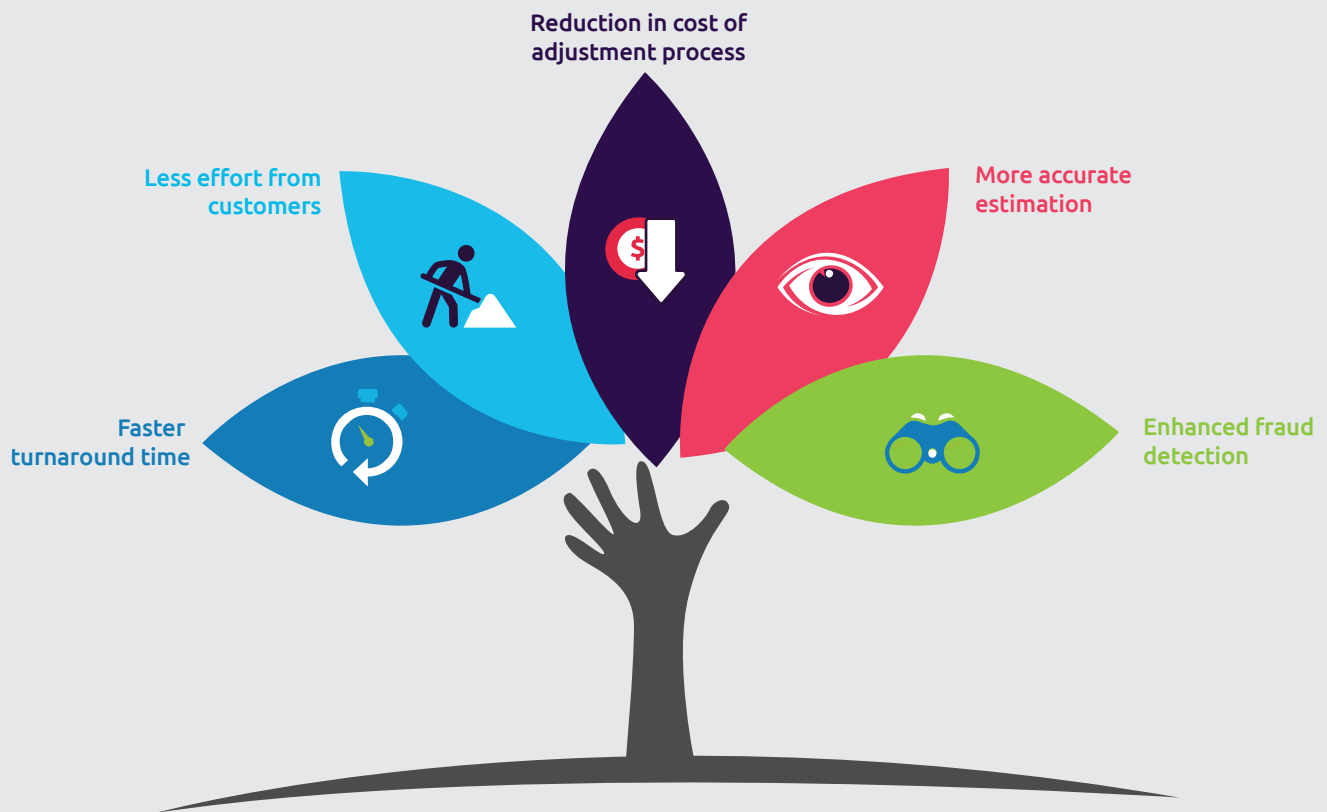 Reduction in cost of
adjustment process
Less effort from
customers
More accurate
estimation
Faster
turnaround time
Enhanced fraud
detection
$